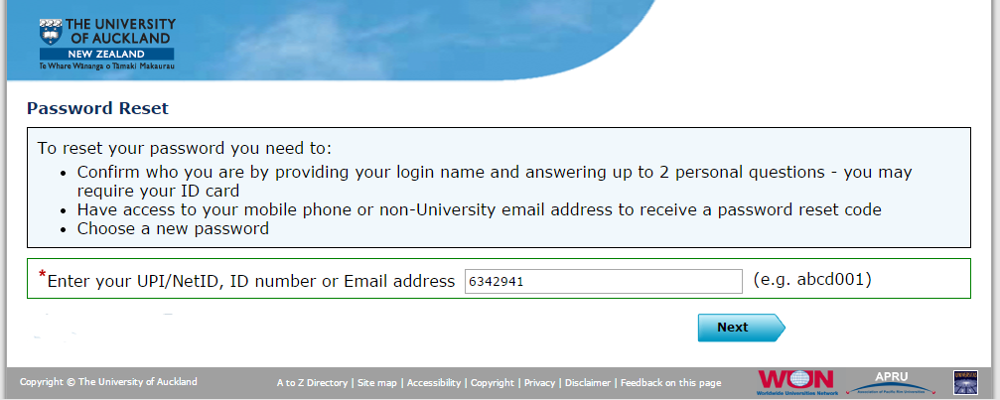 THE UNIVERSITY
OF AUCKLAND
NEW ZEALAND
Te Whare Wānanga o Tāmaki Makaurau
Password Reset
To reset your password you need to:
• Confirm who you are by providing your login name and answering up to 2 personal questions - you may
require your ID card
• Have access to your mobile phone or non-University email address to receive a password reset code
• Choose a new password
*Enter your UPI/NetID, ID number or Email address 6342941 (e.g. abcd001)
Next
Copyright © The University of Auckland
A to Z Directory | Site map | Accessibility | Copyright | Privacy | Disclaimer | Feedback on this page
WUN
Worldwide Universities Network
APRU
Association of Pacific Rim Universities